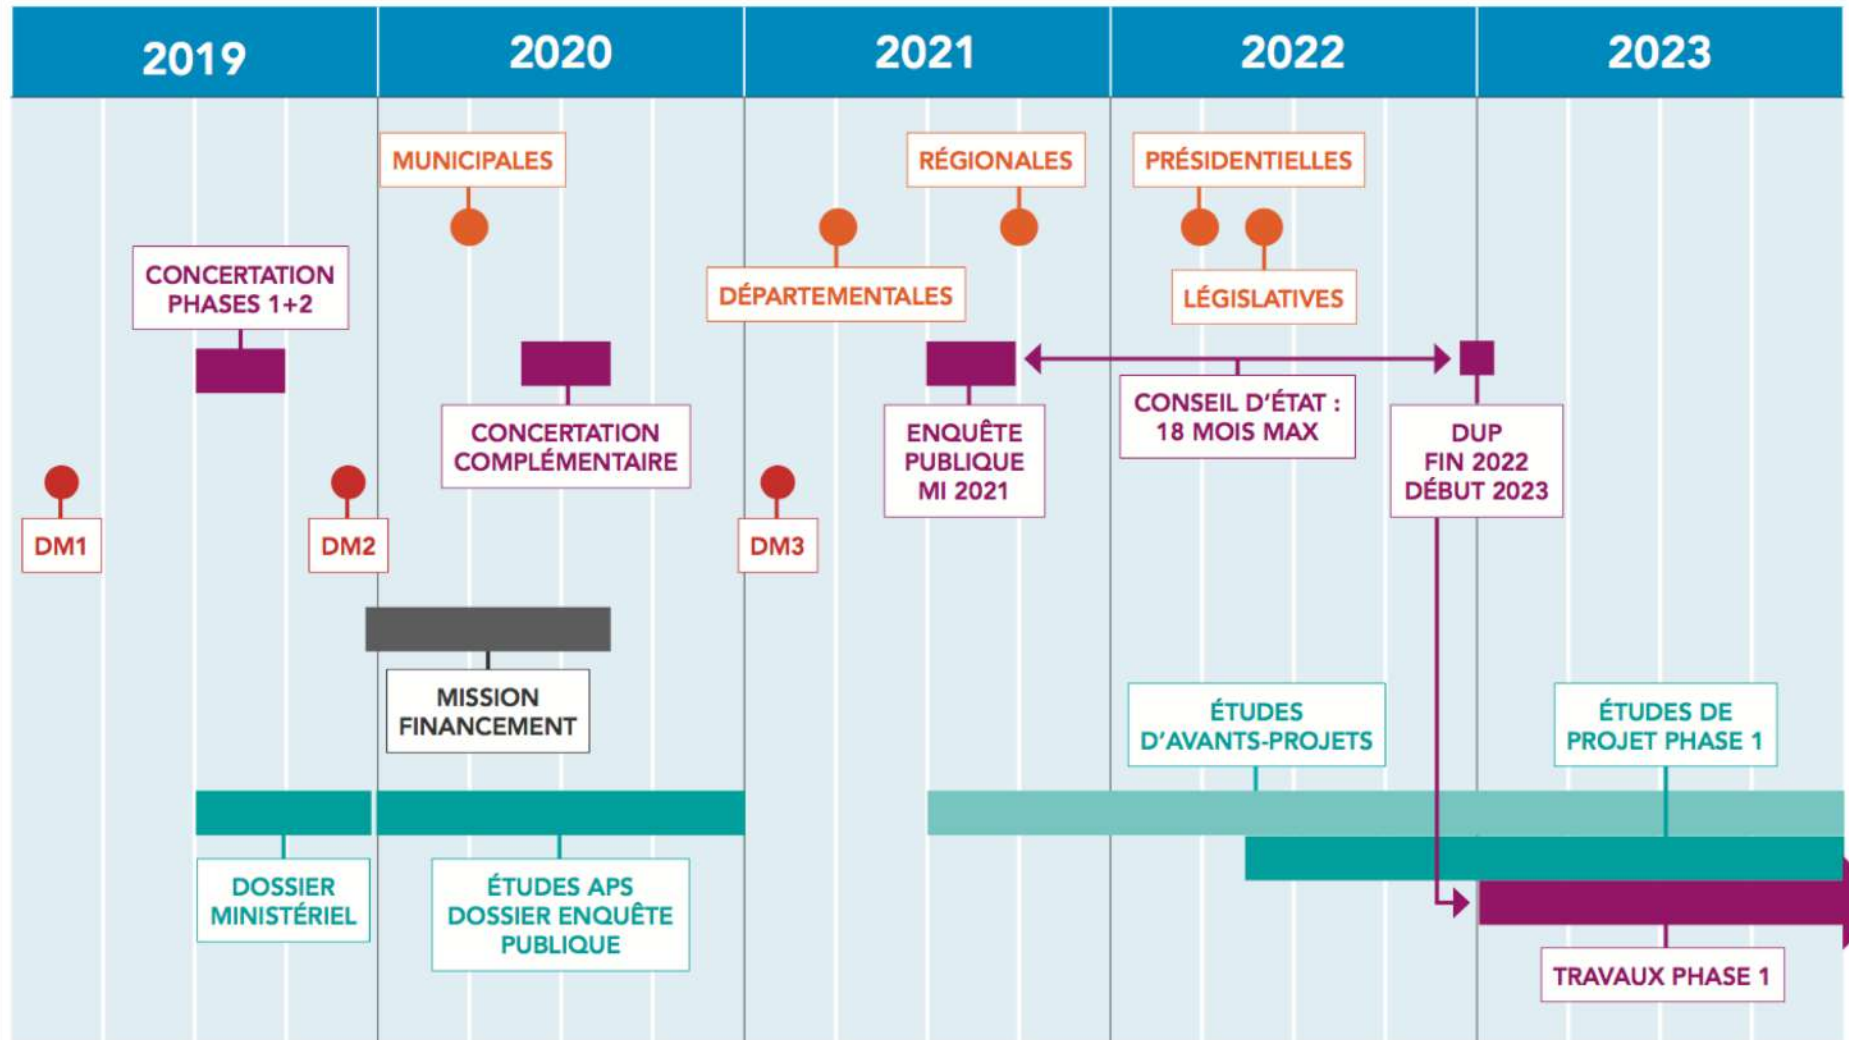 2019
2020
2021
2022
2023
MUNICIPALES
RÉGIONALES
PRÉSIDENTIELLES
CONCERTATION
PHASES 1+2
DÉPARTEMENTALES
LÉGISLATIVES
CONCERTATION
COMPLÉMENTAIRE
ENQUÊTE
PUBLIQUE
MI 2021
CONSEIL D'ÉTAT :
18 MOIS MAX
DUP
FIN 2022
DÉBUT 2023
DM1
DM2
DM3
MISSION
FINANCEMENT
ÉTUDES
D'AVANTS-PROJETS
ÉTUDES DE
PROJET PHASE 1
DOSSIER
MINISTÉRIEL
ÉTUDES APS
DOSSIER ENQUÊTE
PUBLIQUE
TRAVAUX PHASE 1